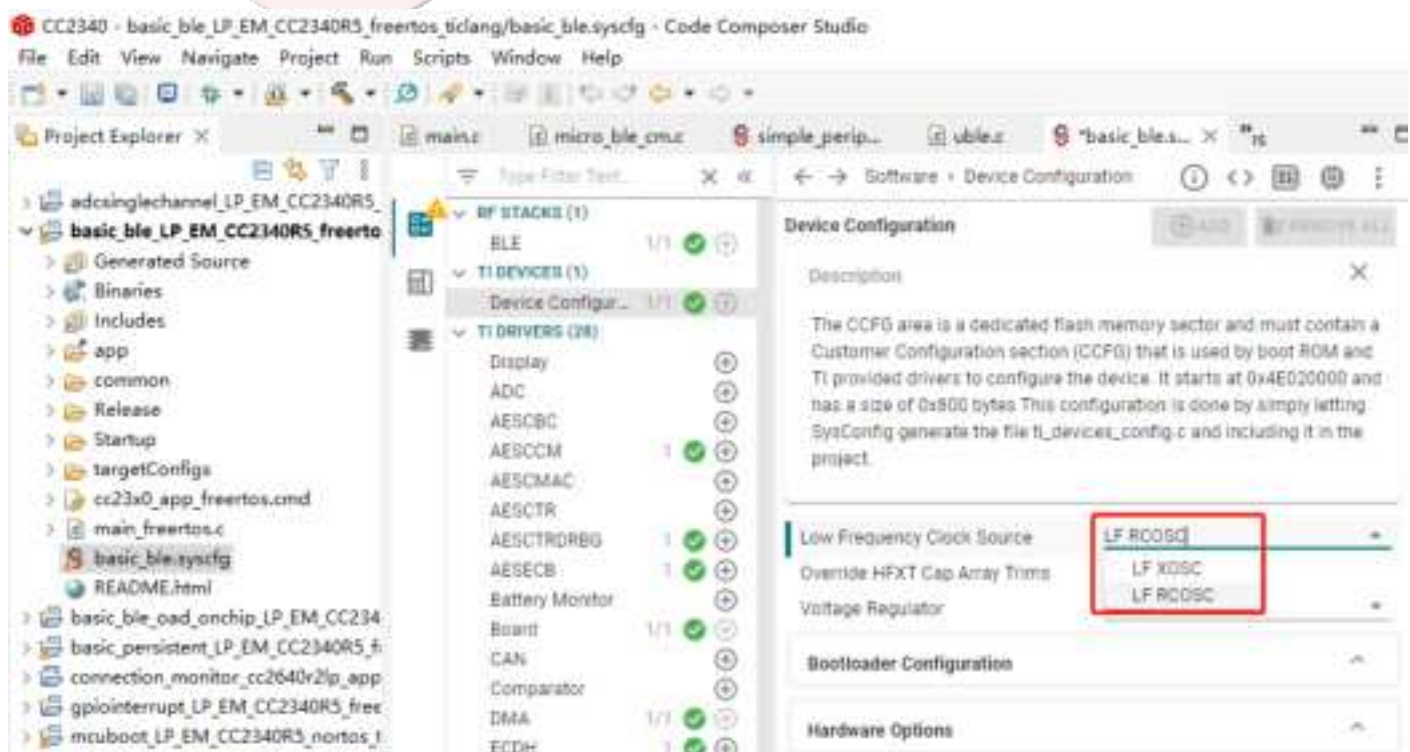 CC2340 - basic_ble_LP_EM_CC2340R5_freertos_ticlang/basic_ble.syscfg - Code Composer Studio
File Edit View Navigate Project Run Scripts Window Help
Project Explorer
main.c micro_ble_cm.c simple_perip... uble.c *basic_ble.s... "15
Type Filter Text...
Software › Device Configuration
adcsinglechannel_LP_EM_CC2340R5_
basic_ble_LP_EM_CC2340R5_freerto
Generated Source
Binaries
Includes
app
common
Release
Startup
targetConfigs
cc23x0_app_freertos.cmd
main_freertos.c
basic_ble.syscfg
README.html
basic_ble_oad_onchip_LP_EM_CC234
basic_persistent_LP_EM_CC2340R5_fr
connection_monitor_cc2640r2lp_app
gpiointerrupt_LP_EM_CC2340R5_free
mcuboot_LP_EM_CC2340R5_nortos_t
RF STACKS (1)
BLE 1/1
TI DEVICES (1)
Device Configur... 1/1
TI DRIVERS (28)
Display
ADC
AESCBC
AESCCM 1
AESCMAC
AESCTR
AESCTRDRBG 1
AESECB 1
Battery Monitor
Board 1/1
CAN
Comparator
DMA 1/1
ECDH 1
Device Configuration
ADD REMOVE ALL
Description
The CCFG area is a dedicated flash memory sector and must contain a
Customer Configuration section (CCFG) that is used by boot ROM and
TI provided drivers to configure the device. It starts at 0x4E020000 and
has a size of 0x800 bytes This configuration is done by simply letting
SysConfig generate the file ti_devices_config.c and including it in the
project.
Low Frequency Clock Source LF RCOSC
Override HFXT Cap Array Trims LF XOSC
LF RCOSC
Voltage Regulator
Bootloader Configuration
Hardware Options